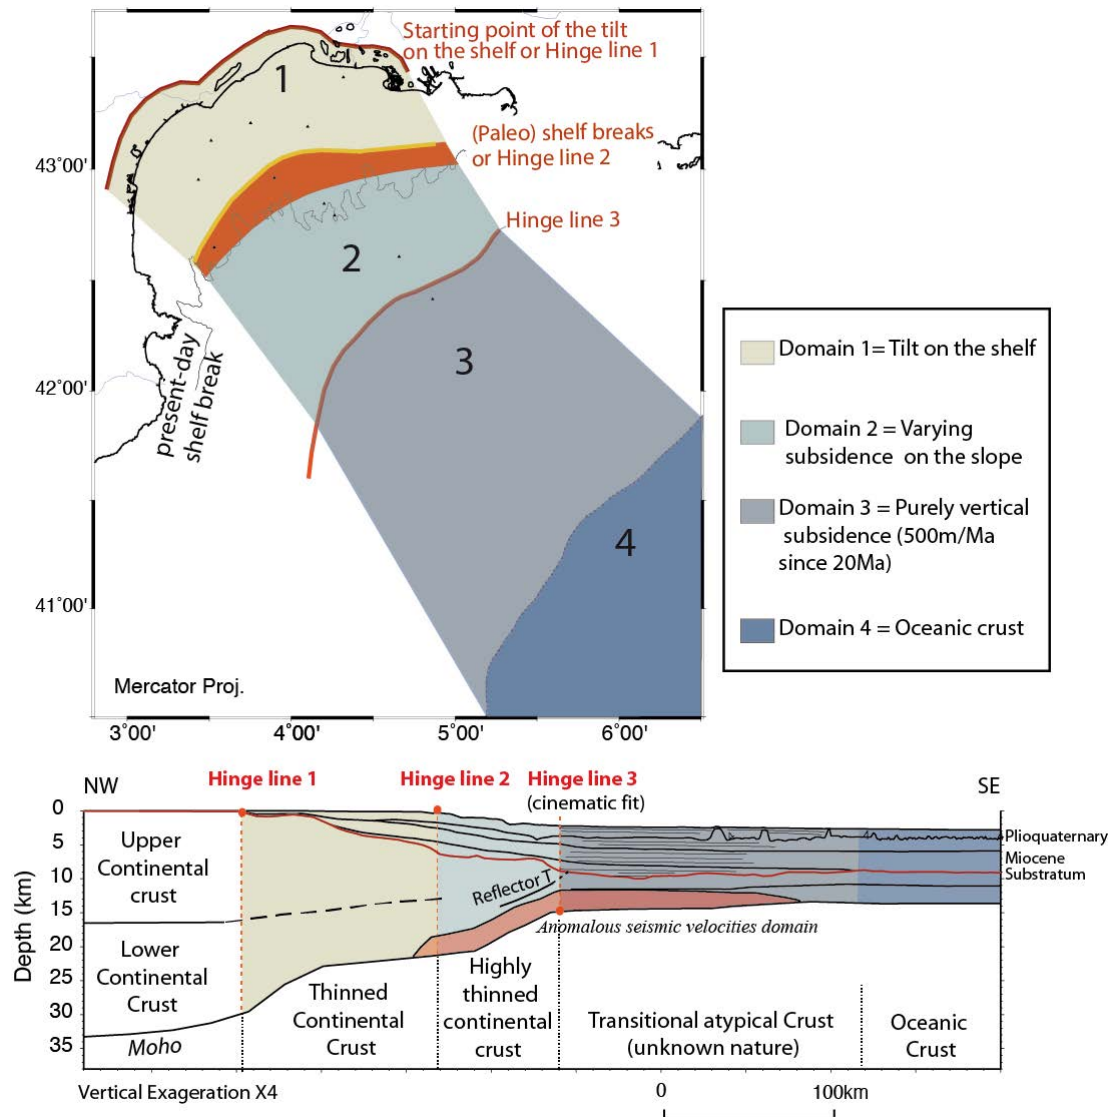 Starting point of the tilt
on the shelf or Hinge line 1
1
(Paleo) shelf breaks
or Hinge line 2
43°00'
Hinge line 3
2
3
42°00'
present-day
shelf break
4
41°00'
Mercator Proj.
3°00'
4°00'
5°00'
6°00'
Domain 1= Tilt on the shelf
Domain 2 = Varying
subsidence on the slope
Domain 3 = Purely vertical
subsidence (500m/Ma
since 20Ma)
Domain 4 = Oceanic crust
NW
Hinge line 1
Hinge line 2
Hinge line 3
(cinematic fit)
SE
Depth (km)
0
5
10
15
20
25
30
35
Upper
Continental
crust
Lower
Continental
Crust
Moho
Reflector T
Plioquaternary
Miocene
Substratum
Anomalous seismic velocities domain
Thinned
Continental
Crust
Highly
thinned
continental
crust
Transitional atypical Crust
(unknown nature)
Oceanic
Crust
Vertical Exageration X4
0
100km